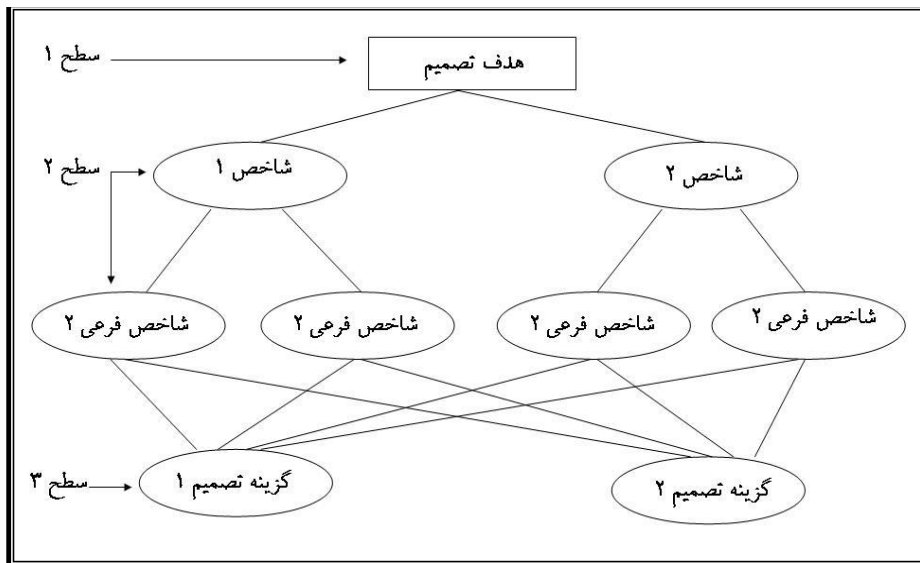 سطح ۱
هدف تصمیم
سطح ۲
شاخص ۱
شاخص ۲
شاخص فرعی ۲
شاخص فرعی ۲
شاخص فرعی ۲
شاخص فرعی ۲
سطح ۳
گزینه تصمیم ۱
گزینه تصمیم ۲